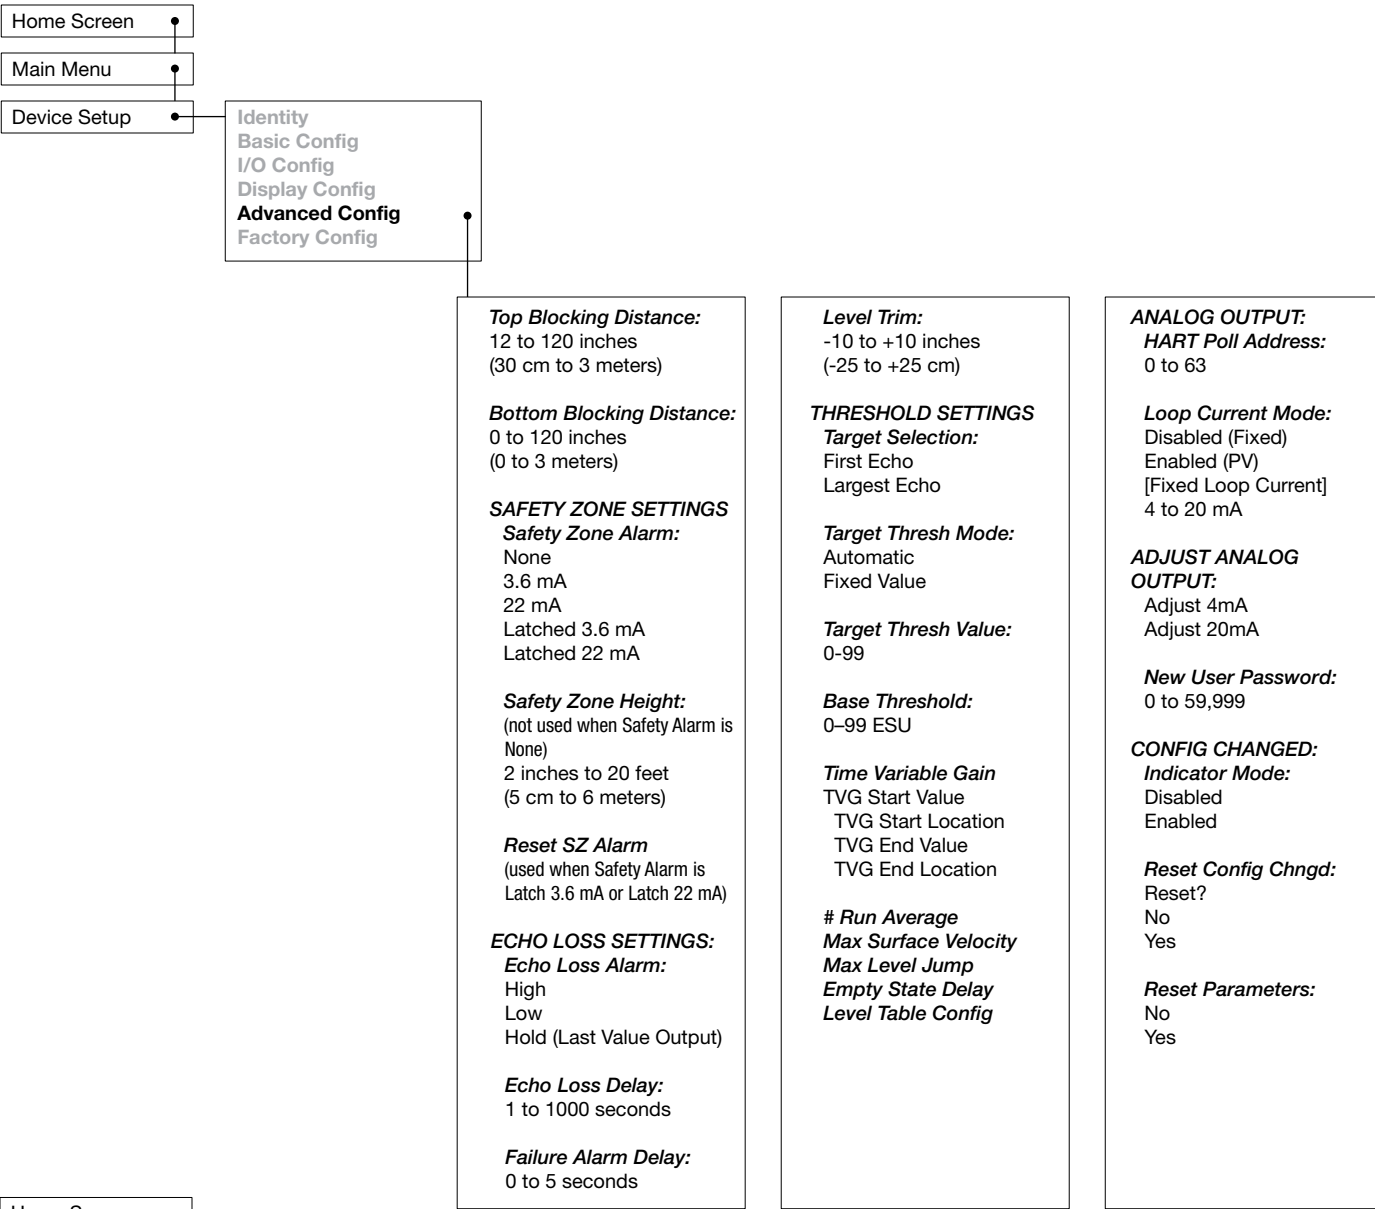 Home Screen
Main Menu
Device Setup
Identity
Basic Config
I/O Config
Display Config
Advanced Config
Factory Config
Top Blocking Distance:
12 to 120 inches
(30 cm to 3 meters)
Bottom Blocking Distance:
0 to 120 inches
(0 to 3 meters)
SAFETY ZONE SETTINGS
Safety Zone Alarm:
None
3.6 mA
22 mA
Latched 3.6 mA
Latched 22 mA
Safety Zone Height:
(not used when Safety Alarm is
None)
2 inches to 20 feet
(5 cm to 6 meters)
Reset SZ Alarm
(used when Safety Alarm is
Latch 3.6 mA or Latch 22 mA)
ECHO LOSS SETTINGS:
Echo Loss Alarm:
High
Low
Hold (Last Value Output)
Echo Loss Delay:
1 to 1000 seconds
Failure Alarm Delay:
0 to 5 seconds
Level Trim:
-10 to +10 inches
(-25 to +25 cm)
THRESHOLD SETTINGS
Target Selection:
First Echo
Largest Echo
Target Thresh Mode:
Automatic
Fixed Value
Target Thresh Value:
0-99
Base Threshold:
0–99 ESU
Time Variable Gain
TVG Start Value
TVG Start Location
TVG End Value
TVG End Location
# Run Average
Max Surface Velocity
Max Level Jump
Empty State Delay
Level Table Config
ANALOG OUTPUT:
HART Poll Address:
0 to 63
Loop Current Mode:
Disabled (Fixed)
Enabled (PV)
[Fixed Loop Current]
4 to 20 mA
ADJUST ANALOG
OUTPUT:
Adjust 4mA
Adjust 20mA
New User Password:
0 to 59,999
CONFIG CHANGED:
Indicator Mode:
Disabled
Enabled
Reset Config Chngd:
Reset?
No
Yes
Reset Parameters:
No
Yes